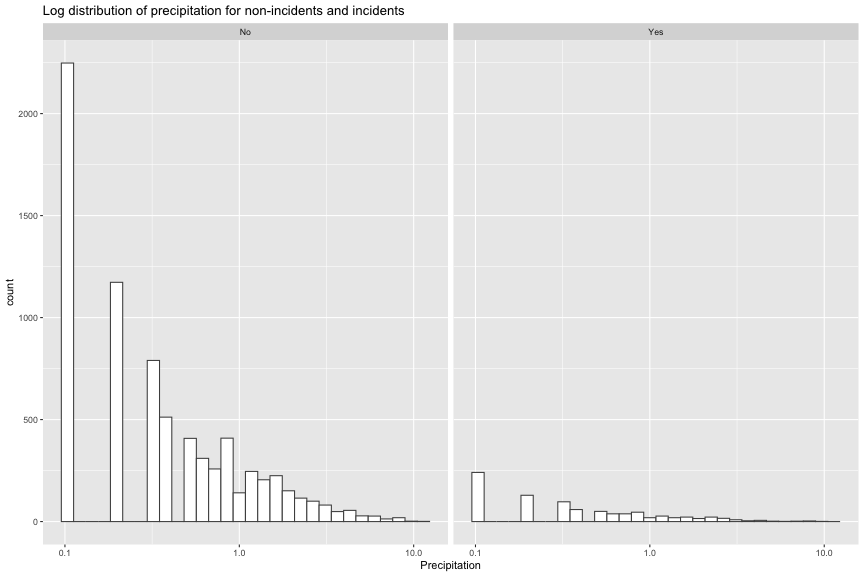 Log distribution of precipitation for non-incidents and incidents
No
Yes
2000
1500
1000
500
0
count
0.1
1.0
10.0
0.1
1.0
10.0
Precipitation